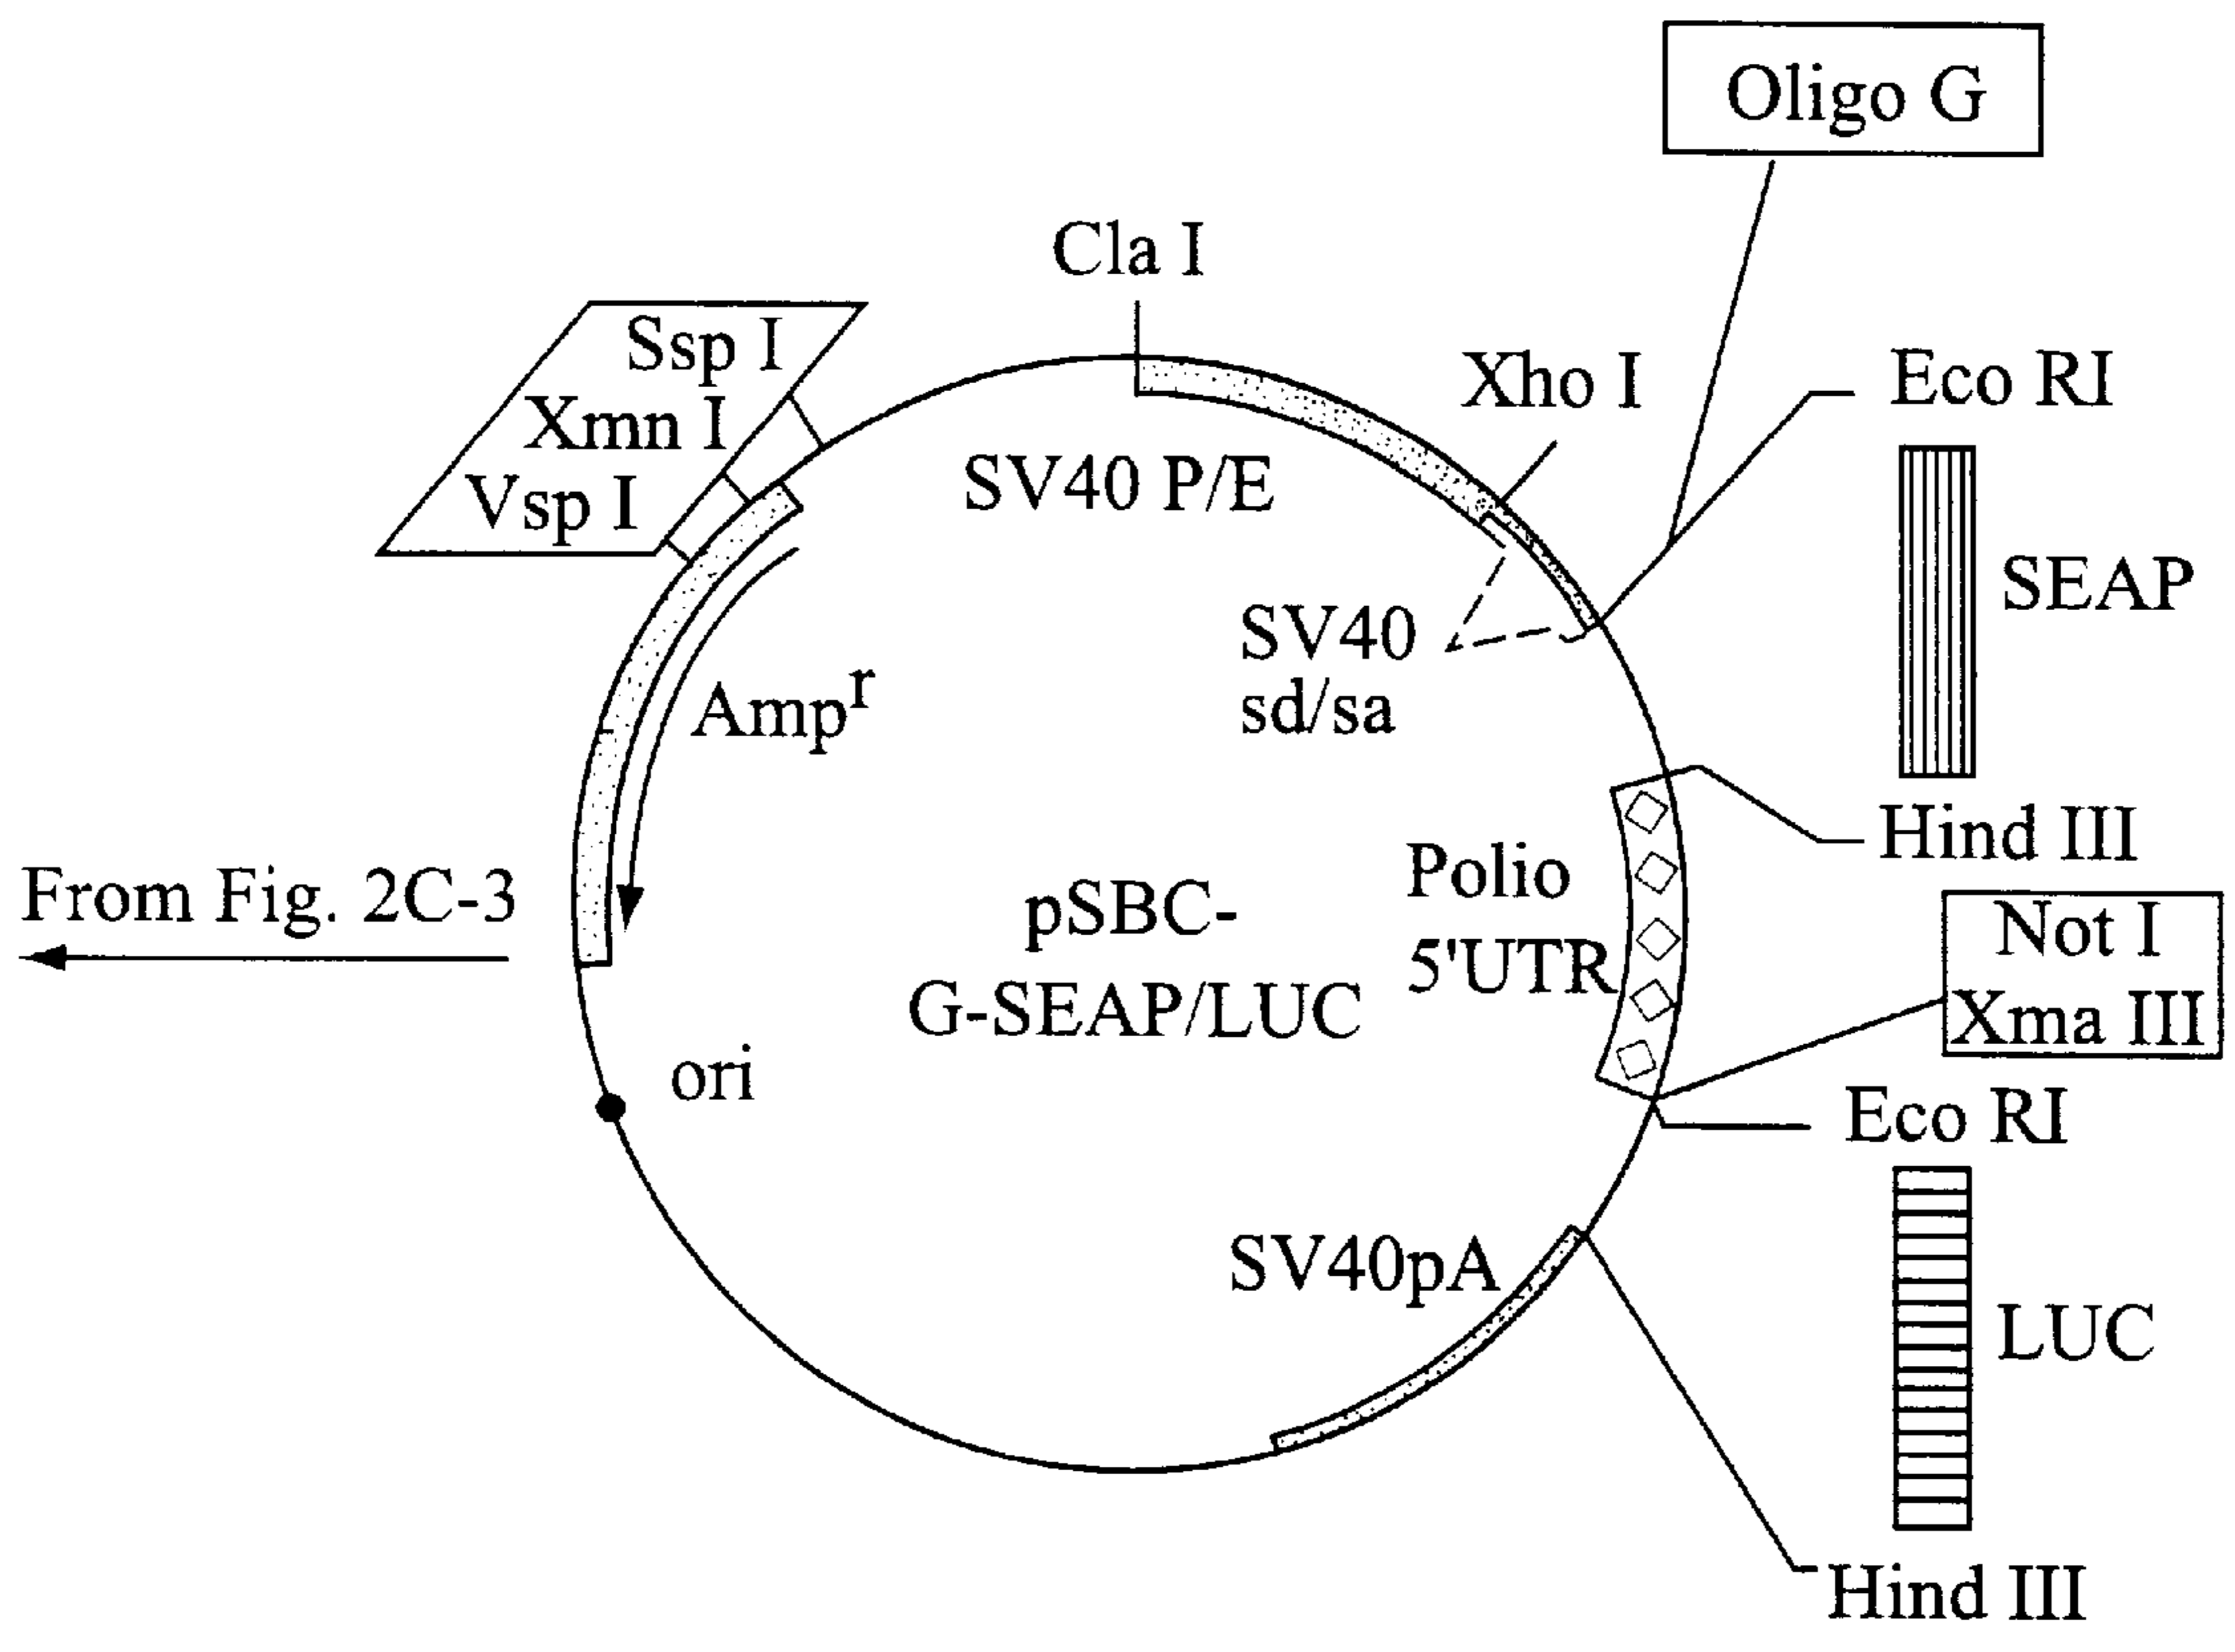 Oligo G
Cla I
Ssp I
Xmn I
Vsp I
SV40 P/E
Xho I
Eco RI
SEAP
SV40
sd/sa
Ampʳ
Hind III
From Fig. 2C-3
pSBC-
G-SEAP/LUC
Polio
5'UTR
Not I
Xma III
ori
Eco RI
SV40pA
LUC
Hind III